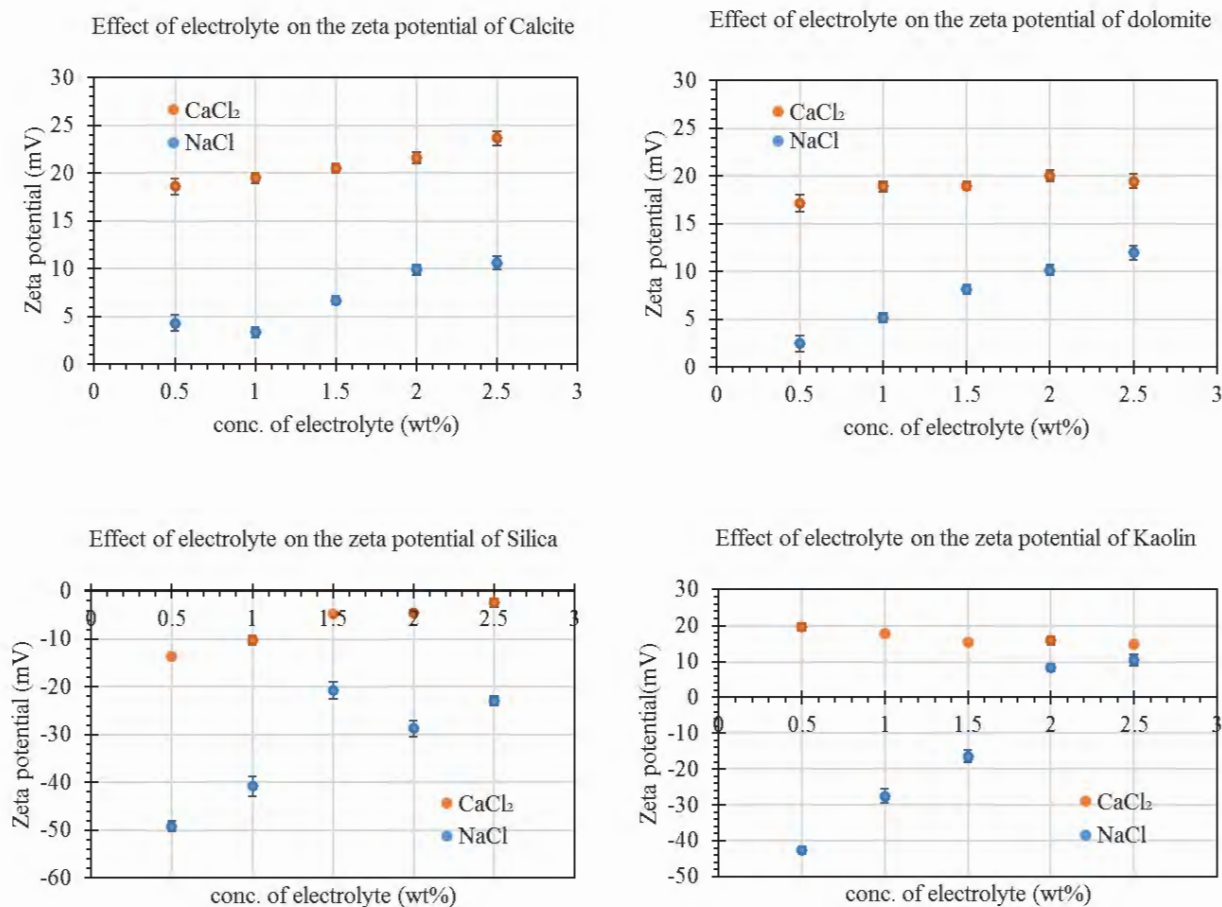 Effect of electrolyte on the zeta potential of Calcite
30
25
20
15
10
5
0
Zeta potential (mV)
CaCl₂
NaCl
0 0.5 1 1.5 2 2.5 3
conc. of electrolyte (wt%)
Effect of electrolyte on the zeta potential of dolomite
30
25
20
15
10
5
0
Zeta potential (mV)
CaCl₂
NaCl
0 0.5 1 1.5 2 2.5 3
conc. of electrolyte (wt%)
Effect of electrolyte on the zeta potential of Silica
0
-10
-20
-30
-40
-50
-60
Zeta potential (mV)
0 0.5 1 1.5 2 2.5 3
CaCl₂
NaCl
conc. of electrolyte (wt%)
Effect of electrolyte on the zeta potential of Kaolin
30
20
10
0
-10
-20
-30
-40
-50
Zeta potential(mV)
0 0.5 1 1.5 2 2.5 3
CaCl₂
NaCl
conc. of electrolyte (wt%)